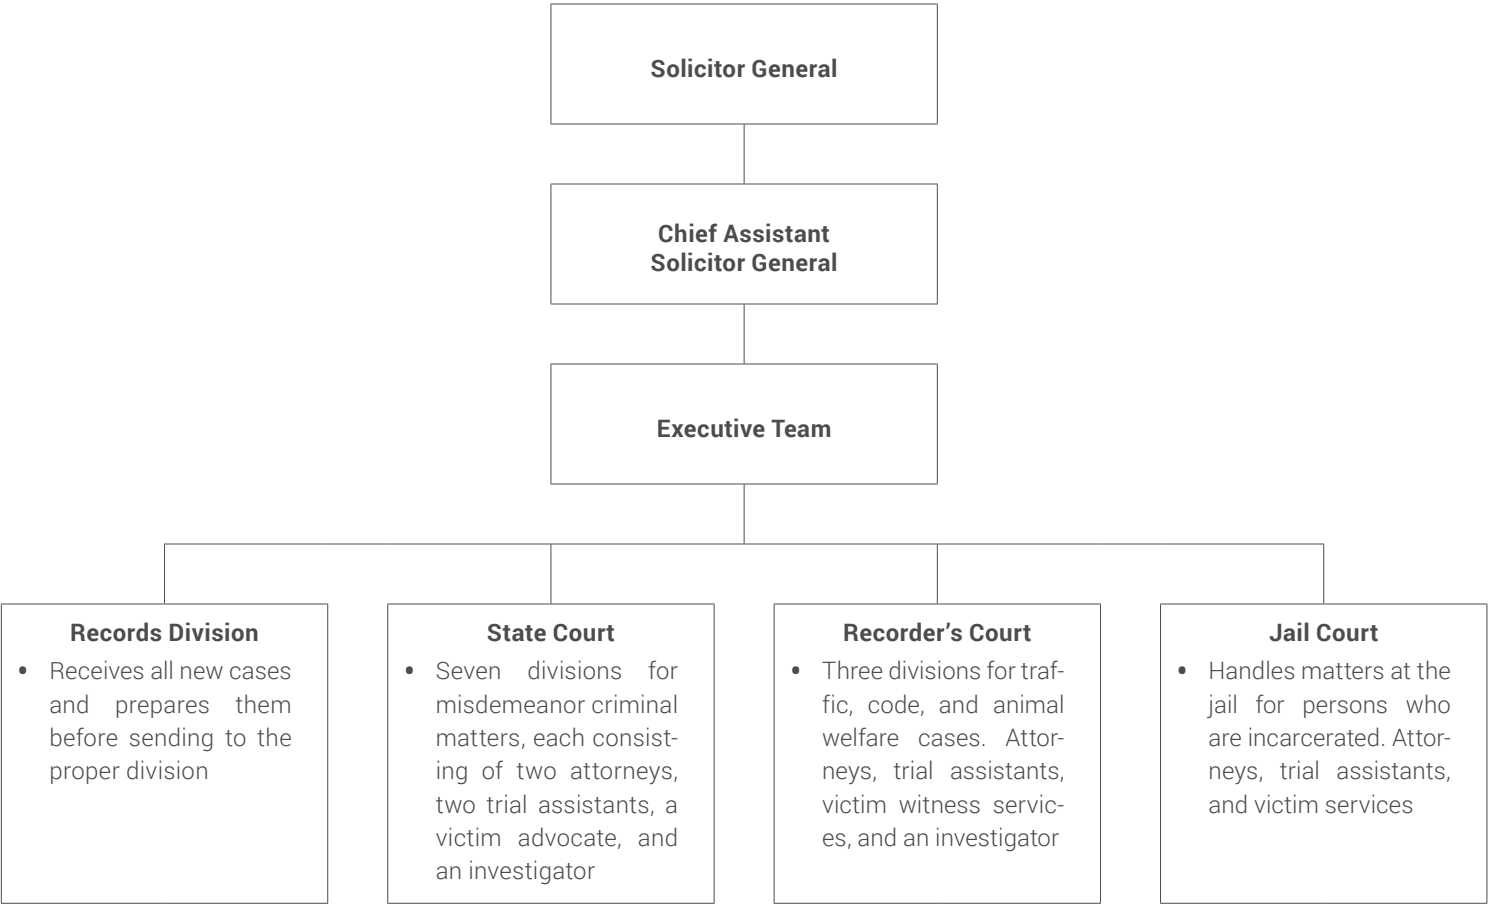 Solicitor General
Chief Assistant
Solicitor General
Executive Team
Records Division
• Receives all new cases
and prepares them
before sending to the
proper division
State Court
• Seven divisions for
misdemeanor criminal
matters, each consist-
ing of two attorneys,
two trial assistants, a
victim advocate, and
an investigator
Recorder’s Court
• Three divisions for traf-
fic, code, and animal
welfare cases. Attor-
neys, trial assistants,
victim witness servic-
es, and an investigator
Jail Court
• Handles matters at the
jail for persons who
are incarcerated. Attor-
neys, trial assistants,
and victim services